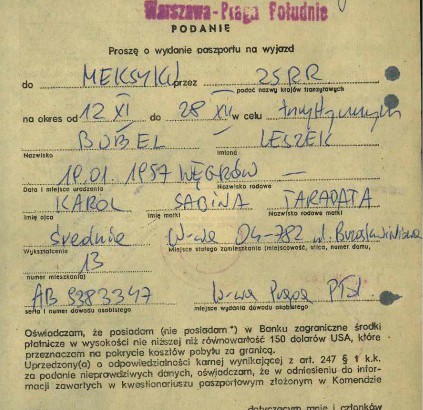 Warszawa-Praga Południe
PODANIE
Proszę o wydanie paszportu na wyjazd
do MEKSYKU przez ZSRR
podać nazwy krajów tranzytowych
na okres od 12 XI do 28 XII w celu turystycznym
BUBEL LESZEK
Nazwisko Imiona
19.01.1957 WĘGRÓW —
Data i miejsce urodzenia Nazwisko rodowe
KAROL SABINA TARADATA
Imię ojca Imię matki Nazwisko rodowe matki
średnie W-wa 04-782 ul.
Wykształcenie Miejsce stałego zamieszkania (miejscowość, ulica, numer domu,
13
numer mieszkania)
AB 9383347 W-wa Praga Płd
seria i numer dowodu osobistego miejsce wydania dowodu osobistego
Oświadczam, że posiadam (nie posiadam*) w Banku zagraniczne środki
płatnicze w wysokości nie niższej niż równowartość 150 dolarów USA, które
przeznaczam na pokrycie kosztów pobytu za granicą.
Uprzedzony(a) o odpowiedzialności karnej wynikającej z art. 247 § 1 k.k.
za podanie nieprawdziwych danych, oświadczam, że w odniesieniu do infor-
macji zawartych w kwestionariuszu paszportowym złożonym w Komendzie
dotyczącym mnie i członków